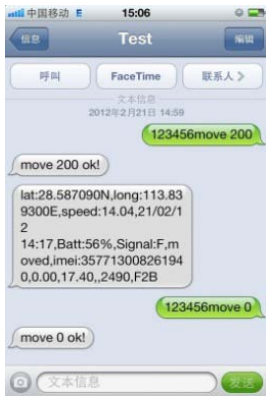 中国移动 E 15:06
信息 Test 编辑
呼叫 FaceTime 联系人 >
文本信息
2012年2月21日 14:59
123456move 200
move 200 ok!
lat:28.587090N,long:113.83
9300E,speed:14.04,21/02/1
2
14:17,Batt:56%,Signal:F,m
oved,imei:35771300826194
0,0.00,17.40,,2490,F2B
123456move 0
move 0 ok!
文本信息 发送